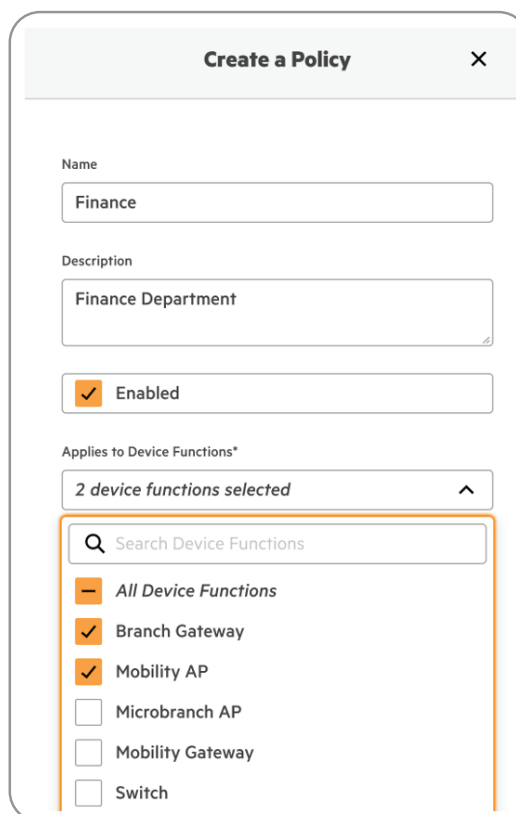 Create a Policy
Name
Finance
Description
Finance Department
Enabled
Applies to Device Functions*
2 device functions selected
Search Device Functions
All Device Functions
Branch Gateway
Mobility AP
Microbranch AP
Mobility Gateway
Switch